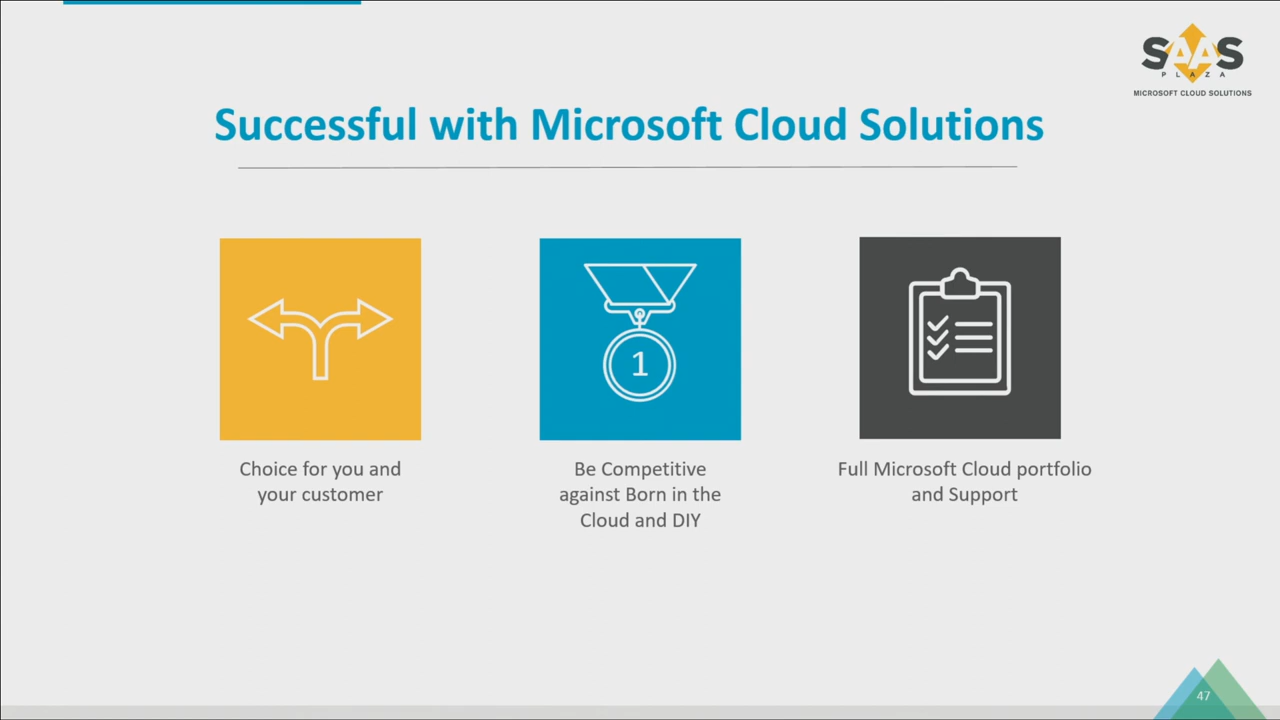 SAAS
PLAZA
MICROSOFT CLOUD SOLUTIONS
Successful with Microsoft Cloud Solutions
1
Choice for you and
your customer
Be Competitive
against Born in the
Cloud and DIY
Full Microsoft Cloud portfolio
and Support
47